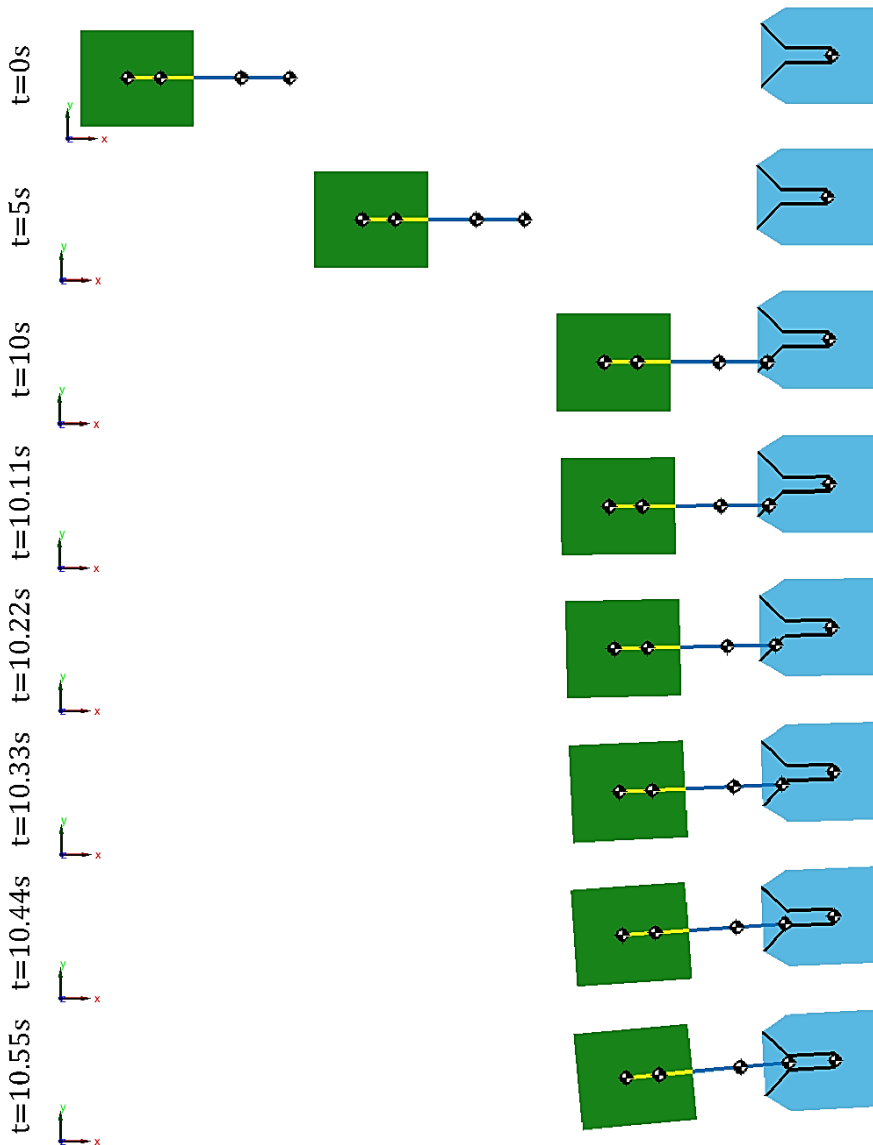 t=0s
y
z
x
t=5s
y
z
x
t=10s
y
z
x
t=10.11s
y
z
x
t=10.22s
y
z
x
t=10.33s
y
z
x
t=10.44s
y
z
x
t=10.55s
y
z
x